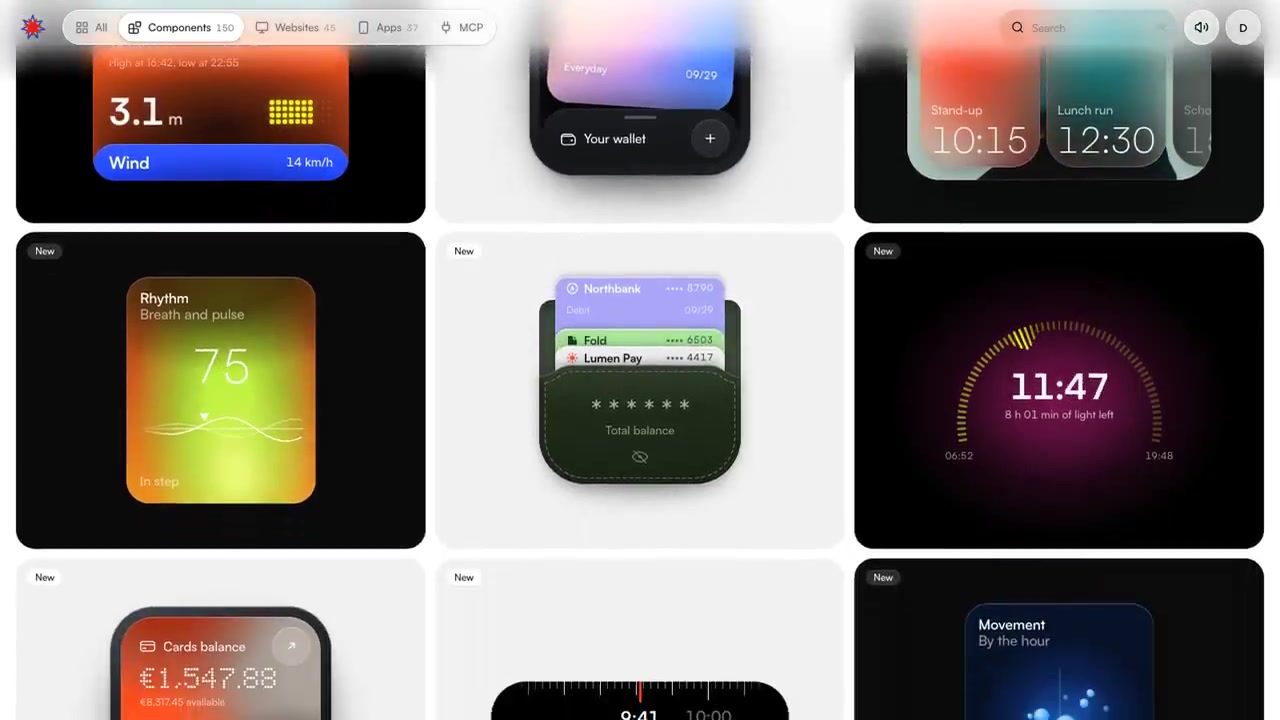 All
Components 150
Websites 45
Apps 37
MCP
Search
D
High at 16:42, low at 22:55
3.1 m
Wind
14 km/h
Everyday
09/29
Your wallet
+
Stand-up
10:15
Lunch run
12:30
New
Rhythm
Breath and pulse
75
In step
New
Northbank
•••• 8790
Debit
09/29
Fold
•••• 6503
Lumen Pay
•••• 4417
* * * * * *
Total balance
New
11:47
8 h 01 min of light left
06:52
19:48
New
Cards balance
€1.547.88
€8,317.45 available
New
9:41
10:00
New
Movement
By the hour